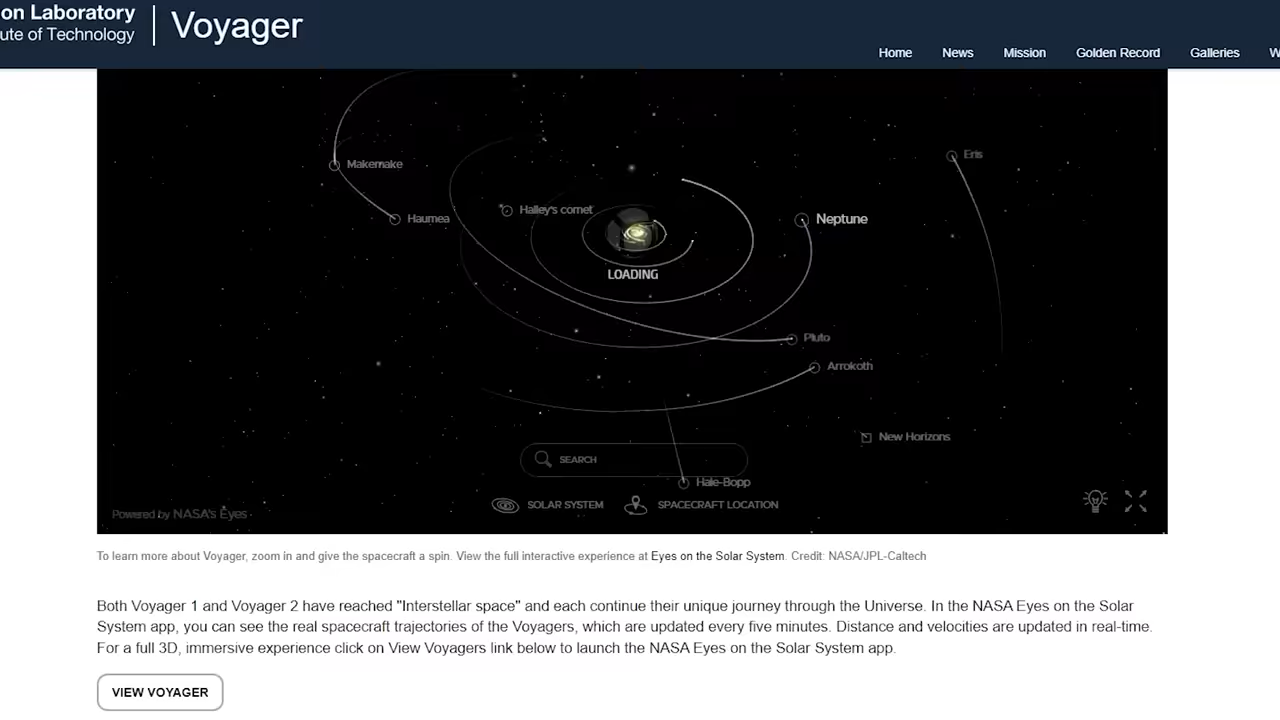 on Laboratory
ute of Technology
Voyager
Home News Mission Golden Record Galleries W
Makemake
Eris
Haumea
Halley's comet
Neptune
LOADING
Pluto
Arrokoth
New Horizons
SEARCH
Hale-Bopp
SOLAR SYSTEM
SPACECRAFT LOCATION
Powered by NASA's Eyes
To learn more about Voyager, zoom in and give the spacecraft a spin. View the full interactive experience at Eyes on the Solar System. Credit: NASA/JPL-Caltech
Both Voyager 1 and Voyager 2 have reached "Interstellar space" and each continue their unique journey through the Universe. In the NASA Eyes on the Solar
System app, you can see the real spacecraft trajectories of the Voyagers, which are updated every five minutes. Distance and velocities are updated in real-time.
For a full 3D, immersive experience click on View Voyagers link below to launch the NASA Eyes on the Solar System app.
VIEW VOYAGER